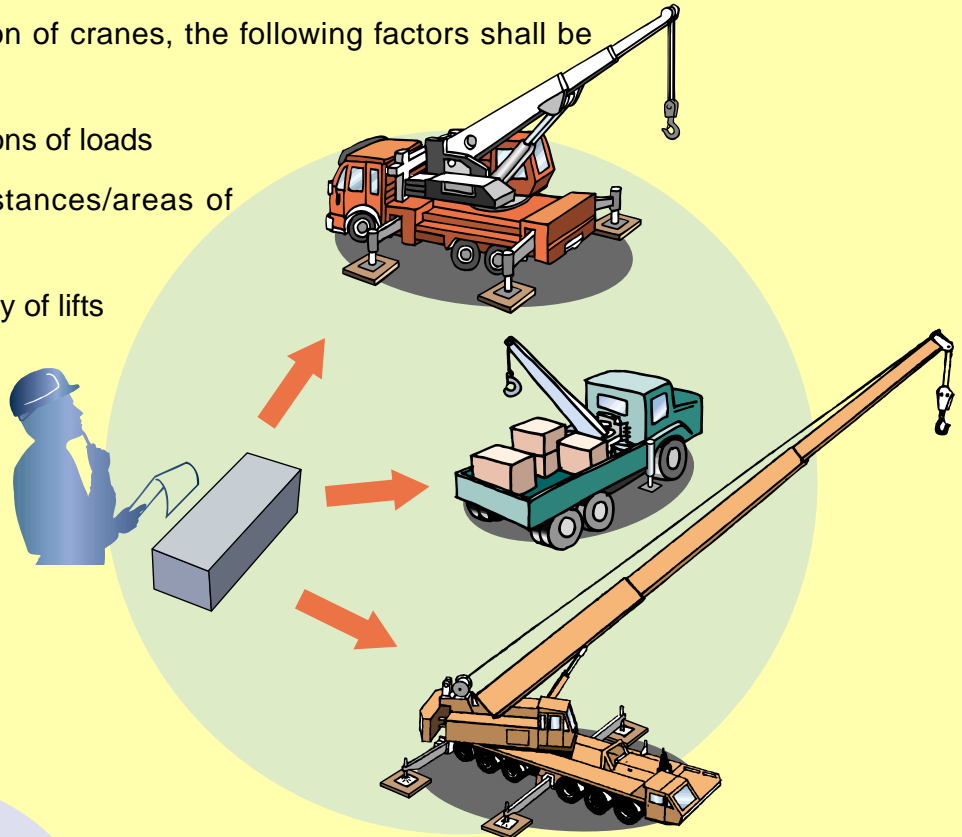 on of cranes, the following factors shall be
ons of loads
stances/areas of
y of lifts